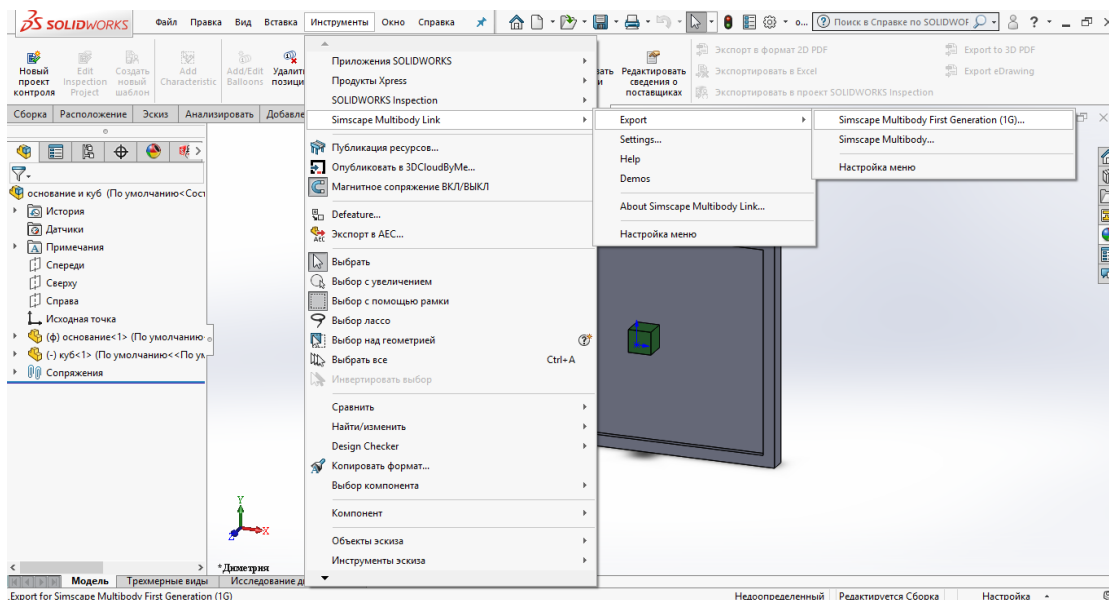 SOLIDWORKS
Файл Правка Вид Вставка Инструменты Окно Справка
о...
Поиск в Справке по SOLIDWOF
Новый проект контроля
Edit Inspection Project
Создать новый шаблон
Add Characteristic
Add/Edit Balloons
Редактировать сведения о поставщиках
Экспорт в формат 2D PDF
Экспортировать в Excel
Экспортировать в проект SOLIDWORKS Inspection
Export to 3D PDF
Export eDrawing
Сборка Расположение Эскиз Анализировать
основание и куб (По умолчанию<Сост
История
Датчики
Примечания
Спереди
Сверху
Справа
Исходная точка
(ф) основание<1> (По умолчанию
(-) куб<1> (По умолчанию<<По ум
Сопряжения
Приложения SOLIDWORKS
Продукты Xpress
SOLIDWORKS Inspection
Simscape Multibody Link
Публикация ресурсов...
Опубликовать в 3DCloudByMe...
Магнитное сопряжение ВКЛ/ВЫКЛ
Defeature...
Экспорт в AEC...
Выбрать
Выбор с увеличением
Выбор с помощью рамки
Выбор лассо
Выбор над геометрией
Выбрать все Ctrl+A
Инвертировать выбор
Сравнить
Найти/изменить
Design Checker
Копировать формат...
Выбор компонента
Компонент
Объекты эскиза
Инструменты эскиза
Export
Settings...
Help
Demos
About Simscape Multibody Link...
Настройка меню
Simscape Multibody First Generation (1G)...
Simscape Multibody...
Настройка меню
Y
X
Z
*Диметрия
Модель Трехмерные виды
Export for Simscape Multibody First Generation (1G)
Недоопределенный Редактируется Сборка Настройка